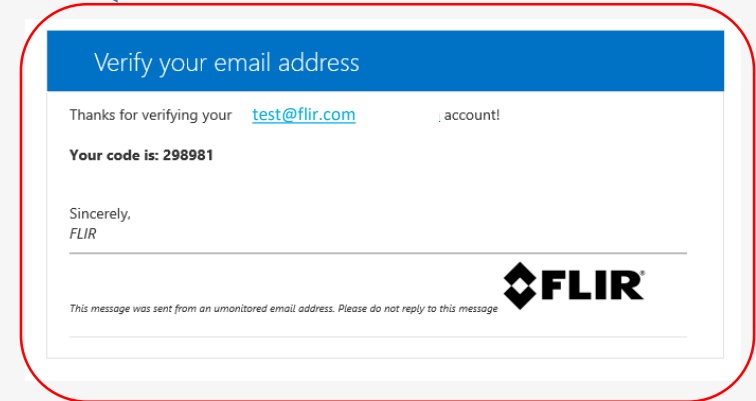 Verify your email address
Thanks for verifying your test@flir.com account!
Your code is: 298981
Sincerely,
FLIR
FLIR
This message was sent from an umonitored email address. Please do not reply to this message